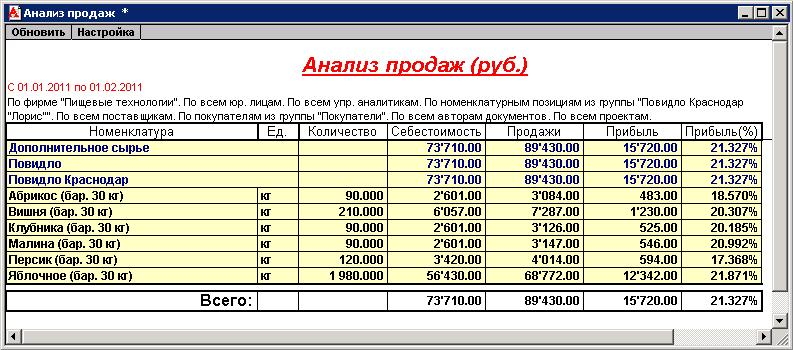 Анализ продаж *
Обновить Настройка
Анализ продаж (руб.)
С 01.01.2011 по 01.02.2011
По фирме "Пищевые технологии". По всем юр. лицам. По всем упр. аналитикам. По номенклатурным позициям из группы "Повидло Краснодар
"Лорис"". По всем поставщикам. По покупателям из группы "Покупатели". По всем авторам документов. По всем проектам.
Номенклатура Ед. Количество Себестоимость Продажи Прибыль Прибыль(%)
Дополнительное сырье 73'710.00 89'430.00 15'720.00 21.327%
Повидло 73'710.00 89'430.00 15'720.00 21.327%
Повидло Краснодар 73'710.00 89'430.00 15'720.00 21.327%
Абрикос (бар. 30 кг) кг 90.000 2'601.00 3'084.00 483.00 18.570%
Вишня (бар. 30 кг) кг 210.000 6'057.00 7'287.00 1'230.00 20.307%
Клубника (бар. 30 кг) кг 90.000 2'601.00 3'126.00 525.00 20.185%
Малина (бар. 30 кг) кг 90.000 2'601.00 3'147.00 546.00 20.992%
Персик (бар. 30 кг) кг 120.000 3'420.00 4'014.00 594.00 17.368%
Яблочное (бар. 30 кг) кг 1 980.000 56'430.00 68'772.00 12'342.00 21.871%
Всего: 73'710.00 89'430.00 15'720.00 21.327%